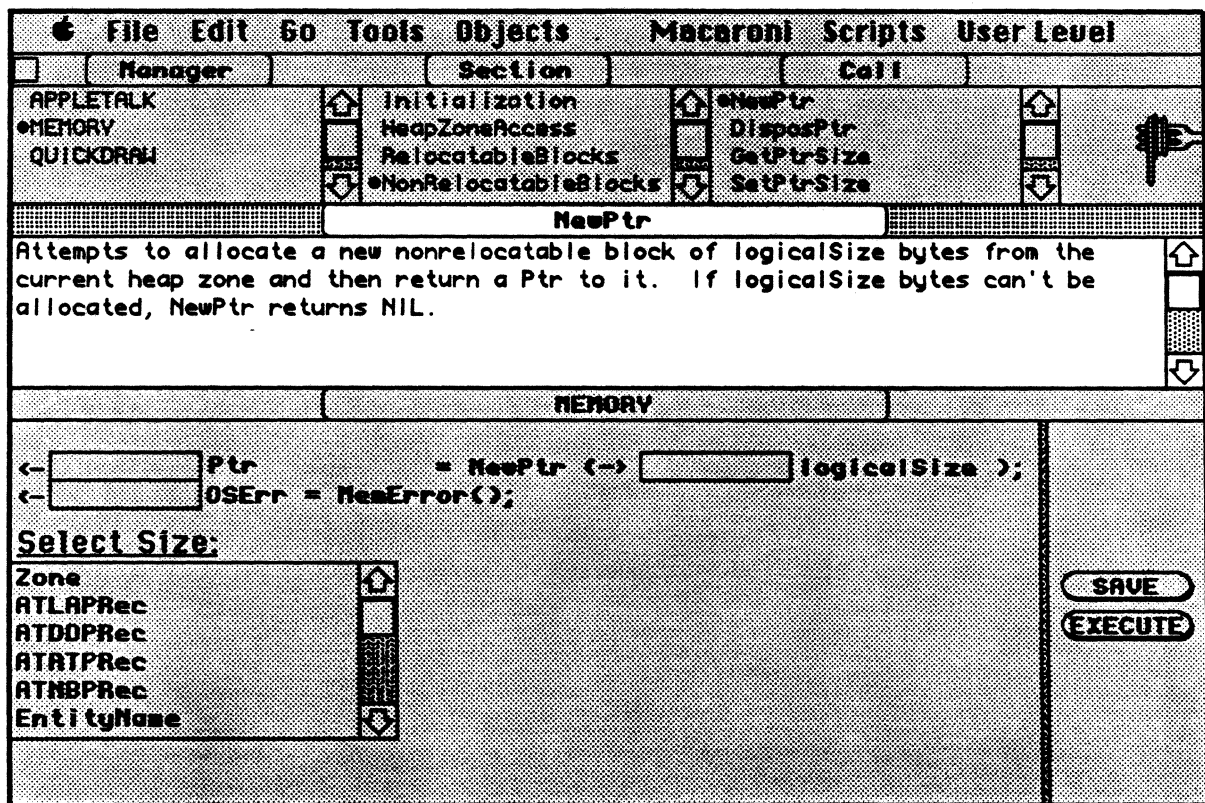 File Edit Go Tools Objects Macaroni Scripts User Level
Manager Section Call
APPLETALK
•MEMORY
QUICKDRAW
Initialization
HeapZoneAccess
RelocatableBlocks
•NonRelocatableBlocks
•NewPtr
DisposPtr
GetPtrSize
SetPtrSize
NewPtr
Attempts to allocate a new nonrelocatable block of logicalSize bytes from the
current heap zone and then return a Ptr to it. If logicalSize bytes can't be
allocated, NewPtr returns NIL.
MEMORY
<- Ptr = NewPtr (-> logicalSize );
<- OSErr = MemError();
Select Size:
Zone
ATLAPRec
ATDDPRec
ATATPRec
ATNBPRec
EntityName
SAVE
EXECUTE